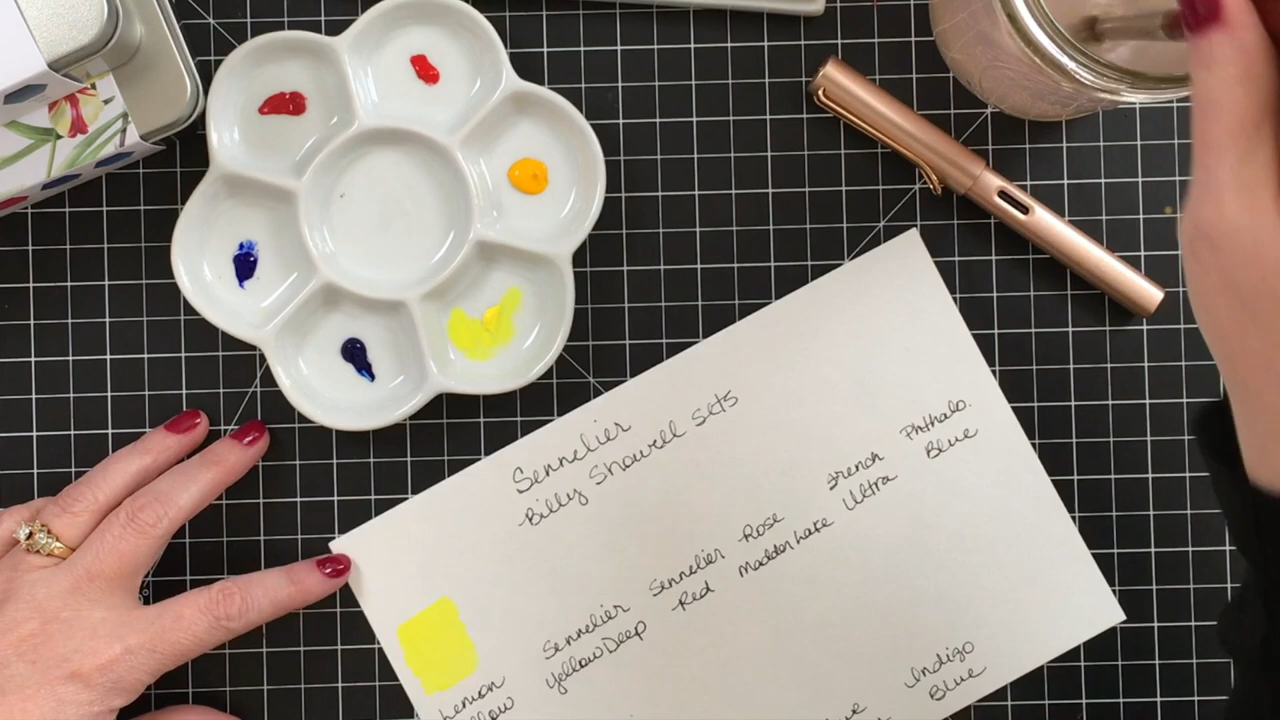 Sennelier
Billy Showell Sets
Lemon
Yellow
Sennelier
Yellow Deep
Sennelier
Red
Rose
Madder Lake
French
Ultra
Phthalo.
Blue
Indigo
Blue